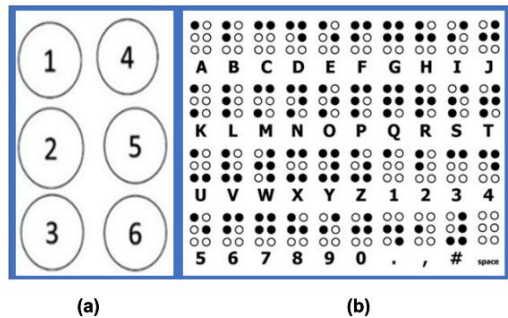 1 4
2 5
3 6
A B C D E F G H I J
K L M N O P Q R S T
U V W X Y Z 1 2 3 4
5 6 7 8 9 0 . , # space
(a) (b)